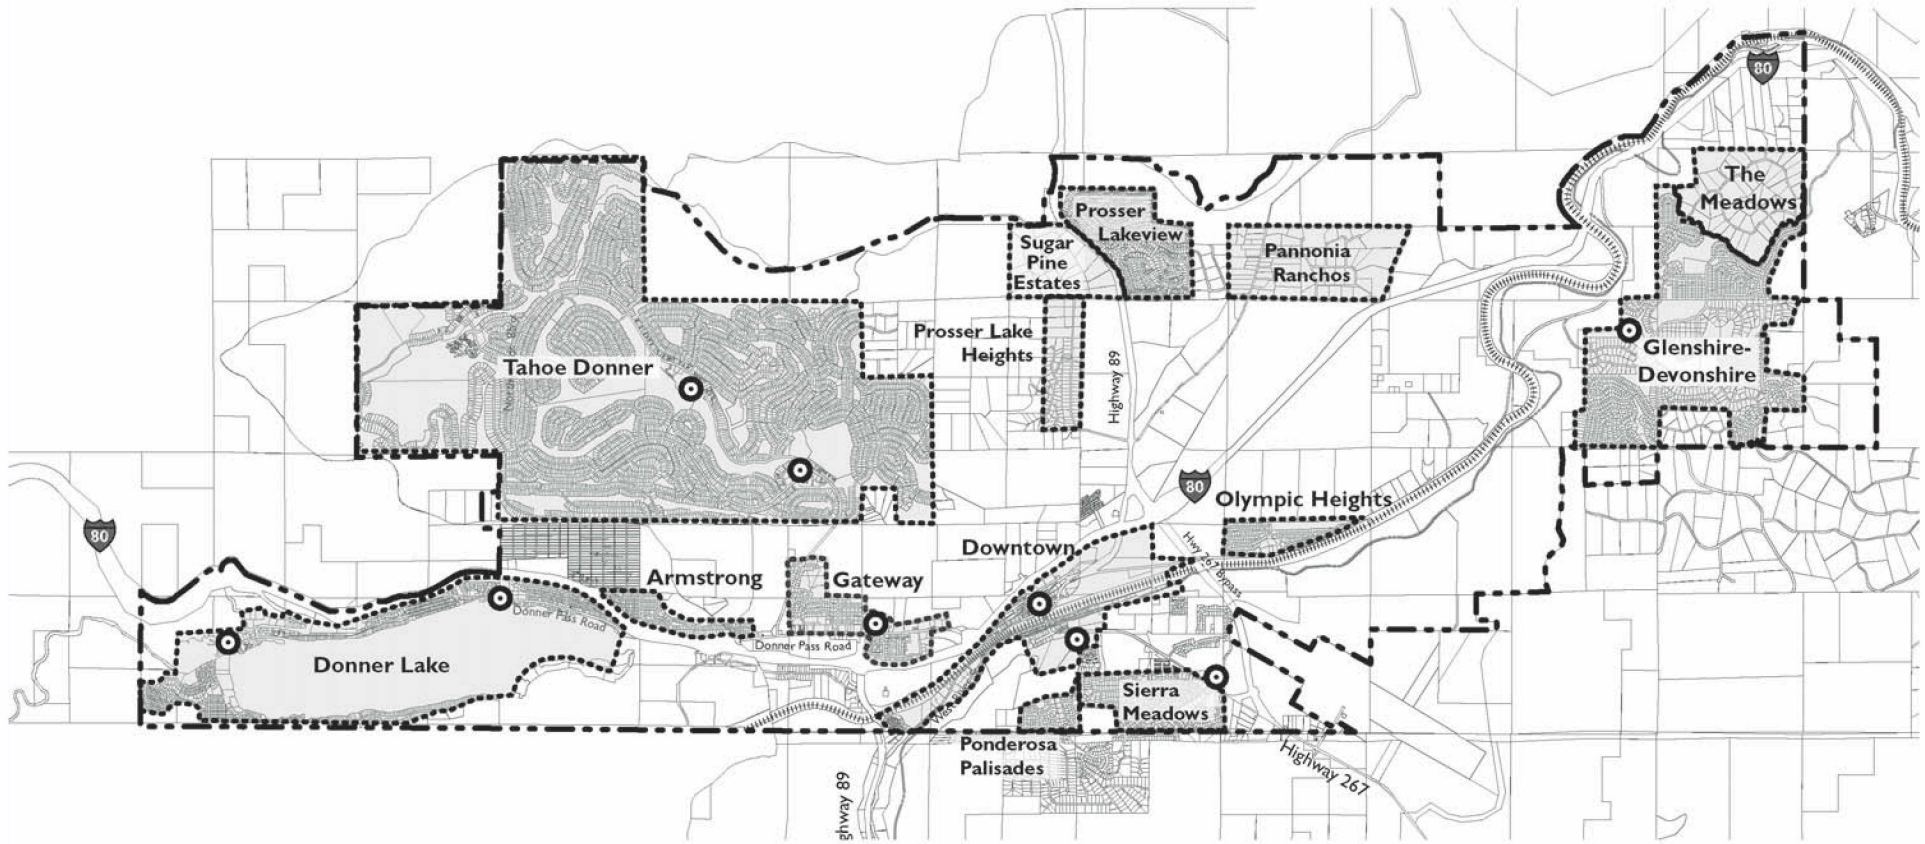 80
The
Meadows
Prosser
Lakeview
Sugar
Pine
Estates
Pannonia
Ranchos
Prosser Lake
Heights
Tahoe Donner
Highway 89
Glenshire-
Devonshire
80
Olympic Heights
80
Downtown
Hwy 267 Bypass
Armstrong
Gateway
Donner Pass Road
Donner Pass Road
Donner Lake
Sierra
Meadows
Ponderosa
Palisades
Highway 267
ghway 89